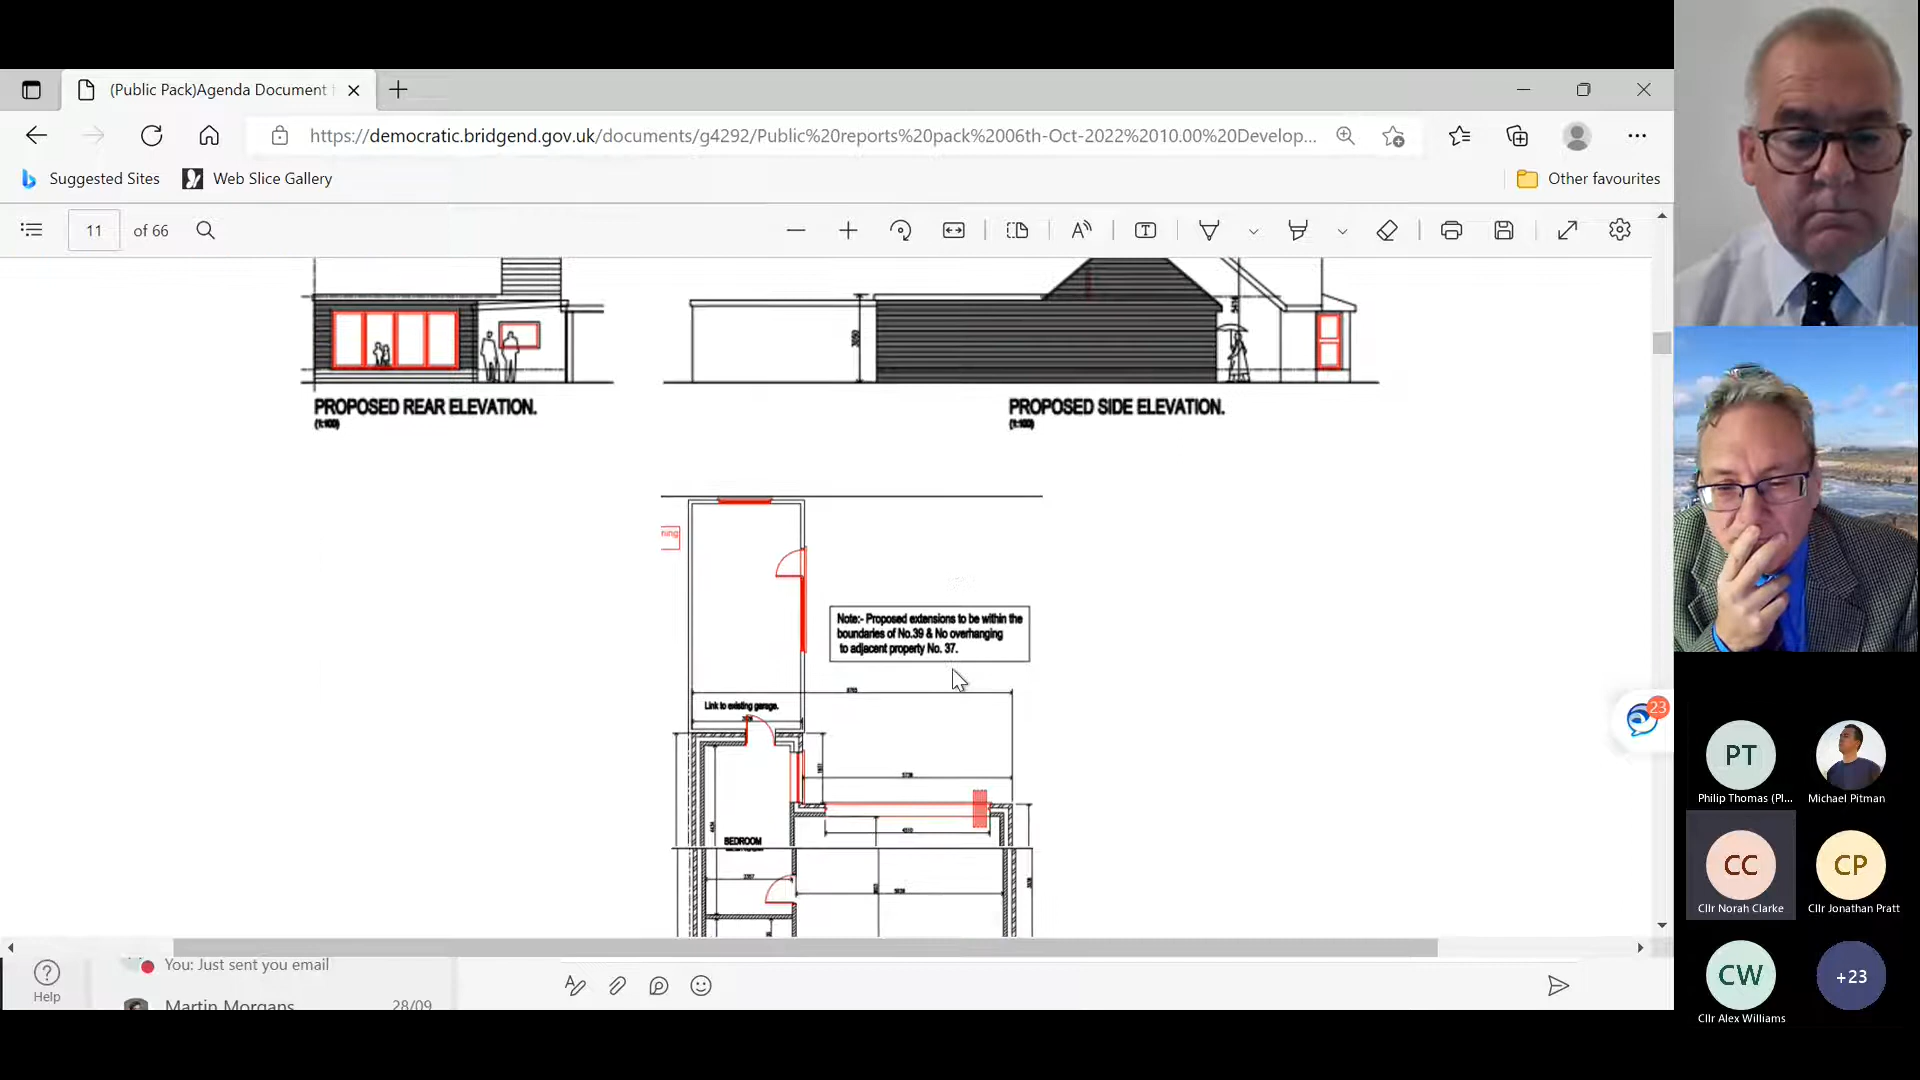 (Public Pack)Agenda Document
https://democratic.bridgend.gov.uk/documents/g4292/Public%20reports%20pack%2006th-Oct-2022%2010.00%20Develop...
Suggested Sites
Web Slice Gallery
Other favourites
11 of 66
PROPOSED REAR ELEVATION.
(1:100)
PROPOSED SIDE ELEVATION.
(1:100)
Note:- Proposed extensions to be within the
boundaries of No.39 & No overhanging
to adjacent property No. 37.
Link to existing garage.
BEDROOM
23
PT
Philip Thomas (Pl...
Michael Pitman
CC
Cllr Norah Clarke
CP
Cllr Jonathan Pratt
CW
Cllr Alex Williams
+23
Help
You: Just sent you email
Martin Morgans
28/09